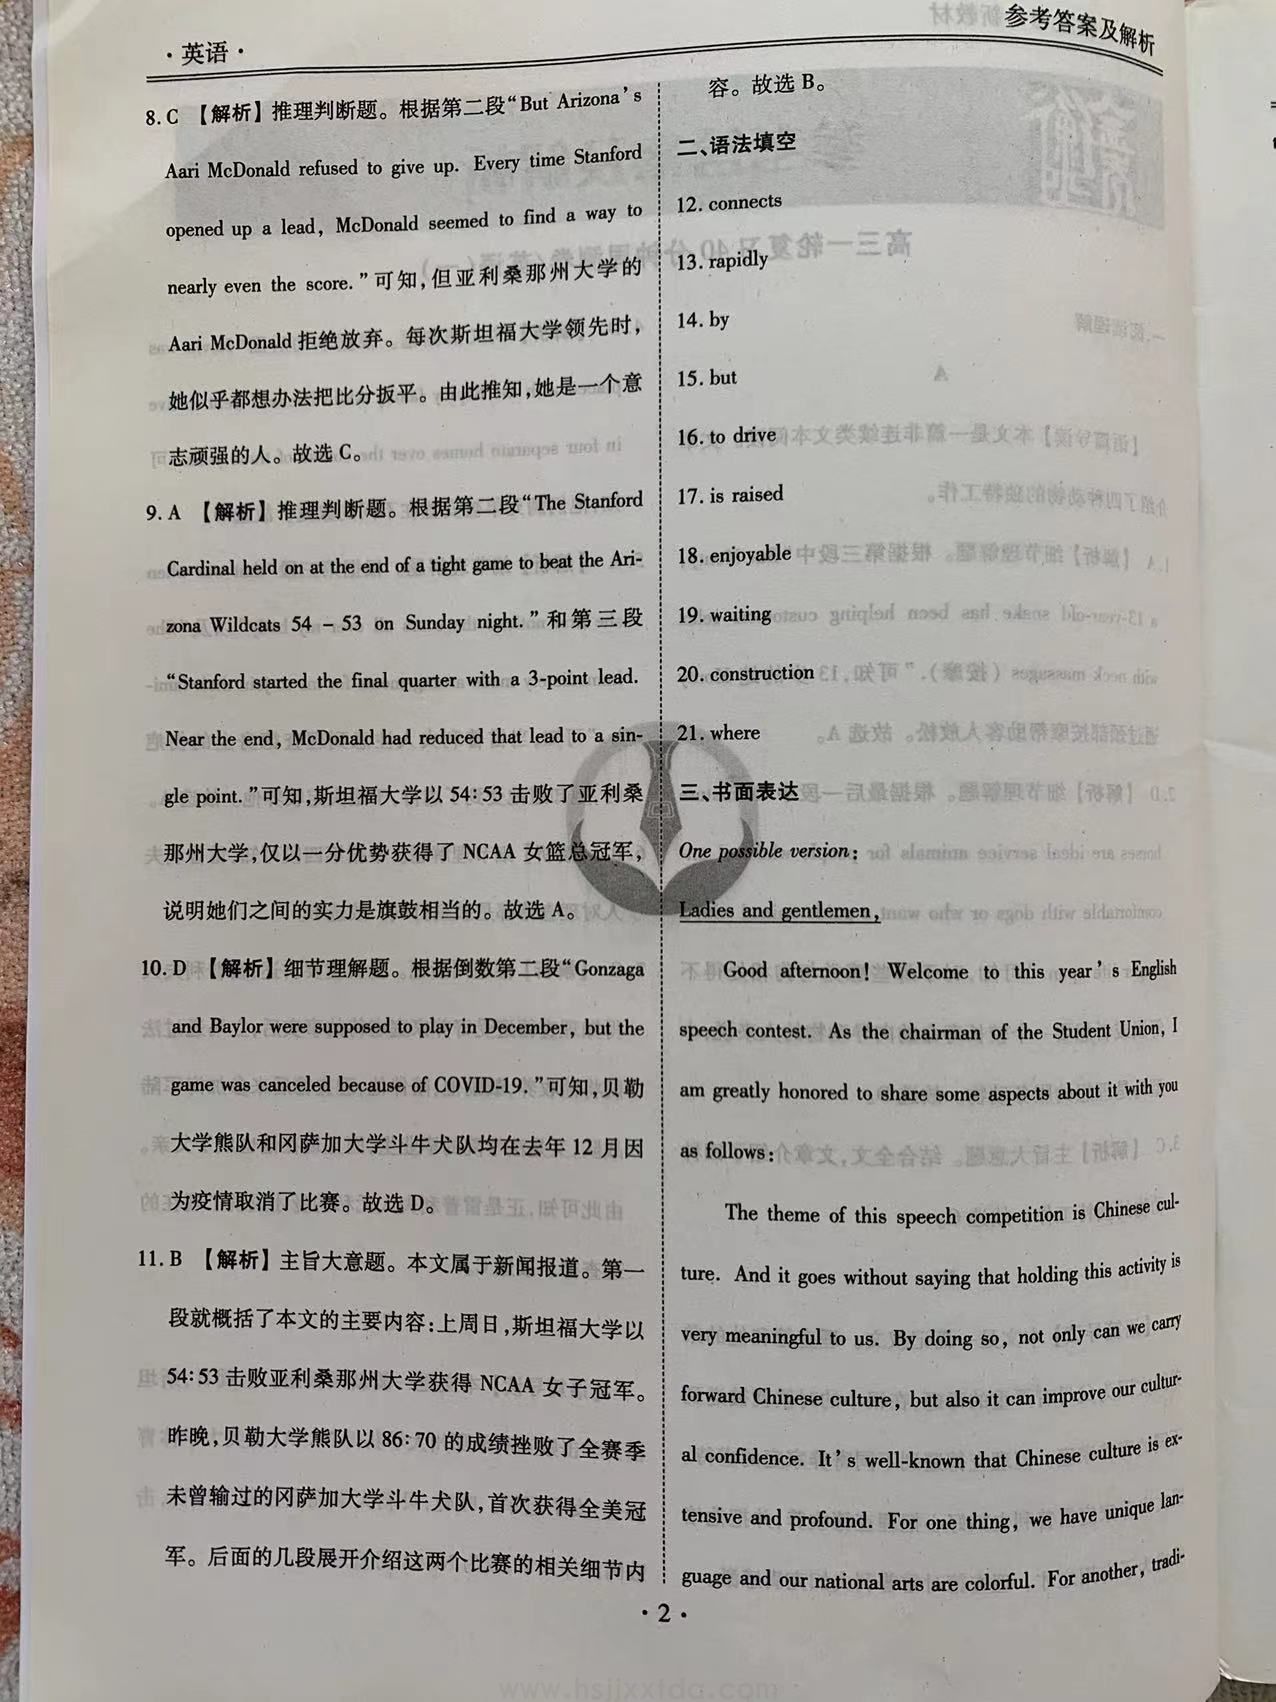 · 英语 ·
参考答案及解析
8. C 【解析】推理判断题。根据第二段“But Arizona’s
Aari McDonald refused to give up. Every time Stanford
opened up a lead, McDonald seemed to find a way to
nearly even the score.”可知,但亚利桑那州大学的
Aari McDonald 拒绝放弃。每次斯坦福大学领先时,
她似乎都想办法把比分扳平。由此推知,她是一个意
志顽强的人。故选 C。
9. A 【解析】推理判断题。根据第二段“The Stanford
Cardinal held on at the end of a tight game to beat the Ari-
zona Wildcats 54 – 53 on Sunday night.”和第三段
“Stanford started the final quarter with a 3-point lead.
Near the end, McDonald had reduced that lead to a sin-
gle point.”可知,斯坦福大学以 54:53 击败了亚利桑
那州大学,仅以一分优势获得了 NCAA 女篮总冠军,
说明她们之间的实力是旗鼓相当的。故选 A。
10. D 【解析】细节理解题。根据倒数第二段“Gonzaga
and Baylor were supposed to play in December, but the
game was canceled because of COVID-19.”可知,贝勒
大学熊队和冈萨加大学斗牛犬队均在去年 12 月因
为疫情取消了比赛。故选 D。
11. B 【解析】主旨大意题。本文属于新闻报道。第一
段就概括了本文的主要内容:上周日,斯坦福大学以
54:53 击败亚利桑那州大学获得 NCAA 女子冠军。
昨晚,贝勒大学熊队以 86:70 的成绩挫败了全赛季
未曾输过的冈萨加大学斗牛犬队,首次获得全美冠
军。后面的几段展开介绍这两个比赛的相关细节内
容。故选 B。
二、语法填空
12. connects
13. rapidly
14. by
15. but
16. to drive
17. is raised
18. enjoyable
19. waiting
20. construction
21. where
三、书面表达
One possible version:
Ladies and gentlemen,
Good afternoon! Welcome to this year’s English
speech contest. As the chairman of the Student Union, I
am greatly honored to share some aspects about it with you
as follows:
The theme of this speech competition is Chinese cul-
ture. And it goes without saying that holding this activity is
very meaningful to us. By doing so, not only can we carry
forward Chinese culture, but also it can improve our cultur-
al confidence. It’s well-known that Chinese culture is ex-
tensive and profound. For one thing, we have unique lan-
guage and our national arts are colorful. For another, tradi-
· 2 ·
www.hsjjxxfdg.com